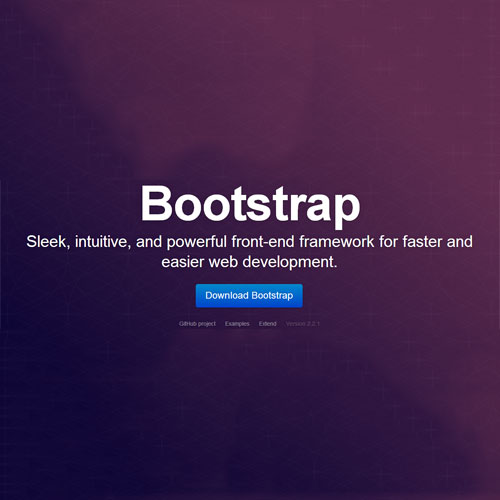 Bootstrap
Sleek, intuitive, and powerful front-end framework for faster and
easier web development.
Download Bootstrap
GitHub project Examples Extend Version 2.2.1